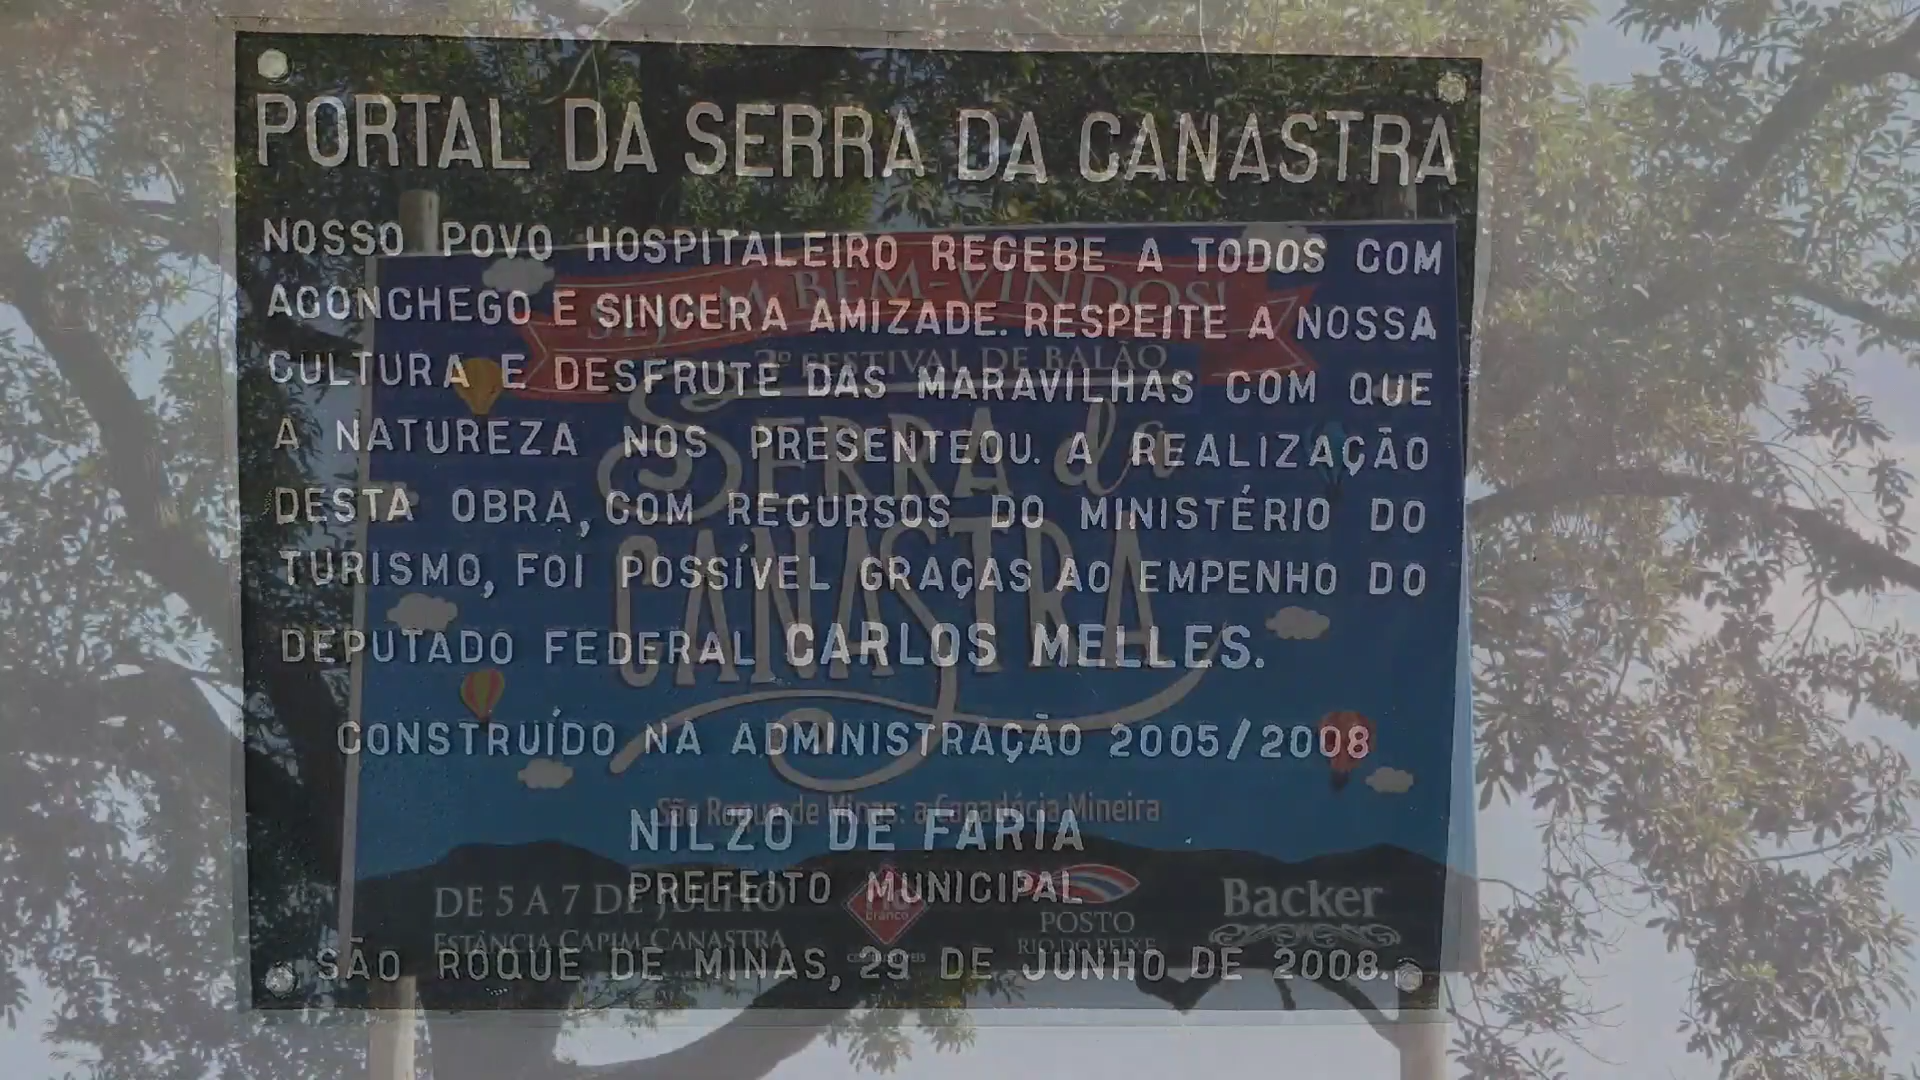 PORTAL DA SERRA DA CANASTRA
NOSSO POVO HOSPITALEIRO RECEBE A TODOS COM
ACONCHEGO E SINCERA AMIZADE. RESPEITE A NOSSA
CULTURA E DESFRUTE DAS MARAVILHAS COM QUE
A NATUREZA NOS PRESENTEOU. A REALIZAÇÃO
DESTA OBRA, COM RECURSOS DO MINISTÉRIO DO
TURISMO, FOI POSSÍVEL GRAÇAS AO EMPENHO DO
DEPUTADO FEDERAL CARLOS MELLES.
CONSTRUÍDO NA ADMINISTRAÇÃO 2005/2008
NILZO DE FARIA
PREFEITO MUNICIPAL
SÃO ROQUE DE MINAS, 29 DE JUNHO DE 2008.
BEM-VINDOS!
FESTIVAL DE BALÃO
SERRA da
CANASTRA
São Roque de Minas: a Capadócia Mineira
DE 5 A 7 DE JULHO
ESTÂNCIA CAPIM CANASTRA
branco
POSTO
RIO DO PEIXE
Backer